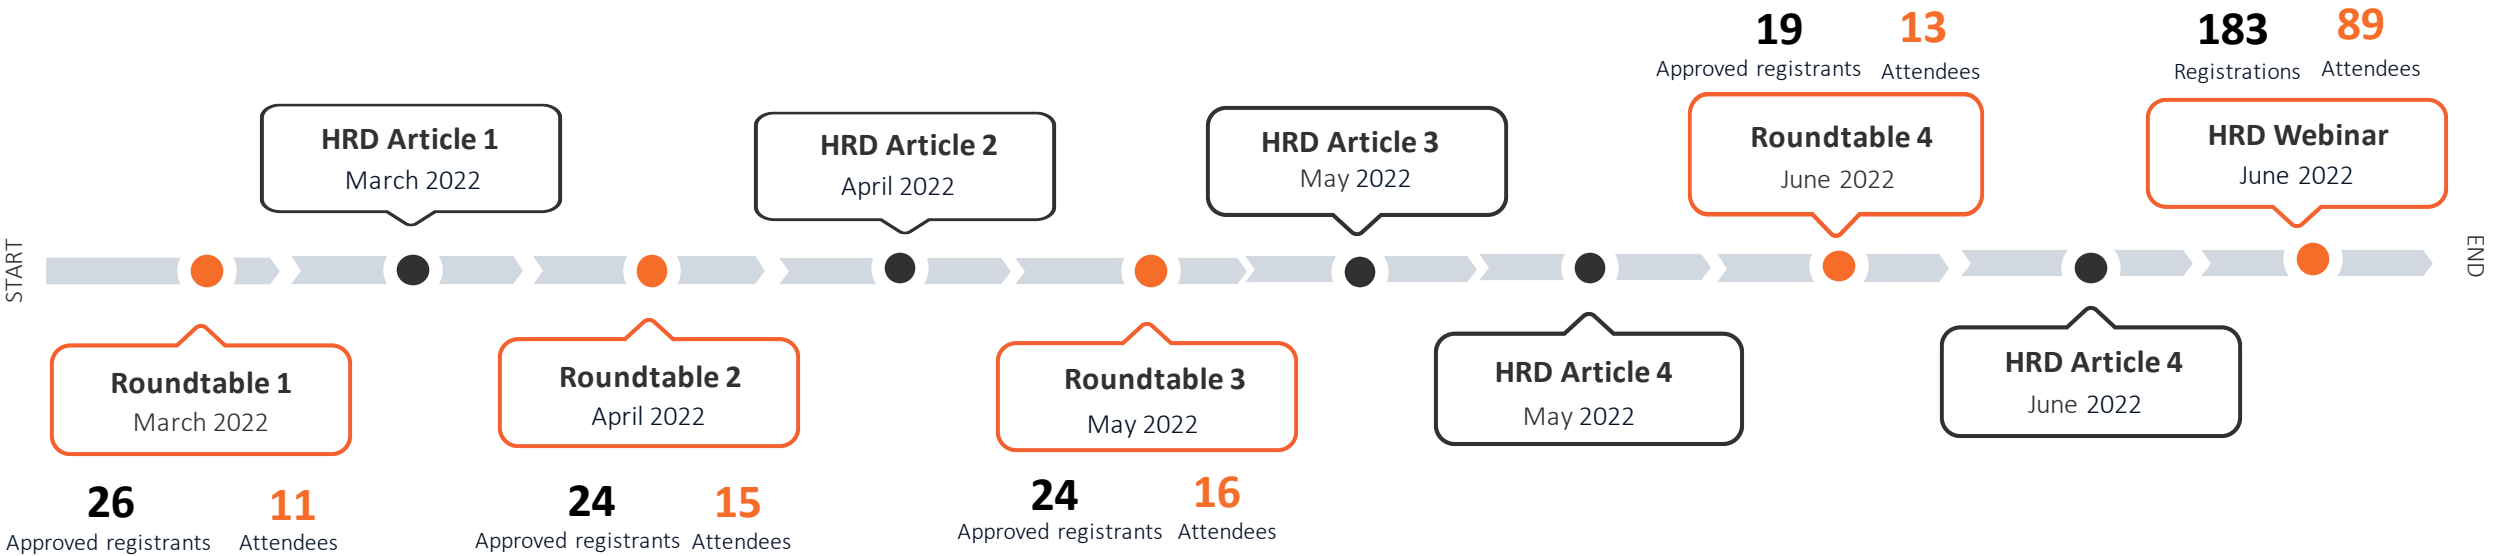 START
26
Approved registrants
11
Attendees
Roundtable 1
March 2022
HRD Article 1
March 2022
Roundtable 2
April 2022
24
Approved registrants
15
Attendees
HRD Article 2
April 2022
Roundtable 3
May 2022
24
Approved registrants
16
Attendees
HRD Article 3
May 2022
HRD Article 4
May 2022
19
Approved registrants
13
Attendees
Roundtable 4
June 2022
HRD Article 4
June 2022
183
Registrations
89
Attendees
HRD Webinar
June 2022
END